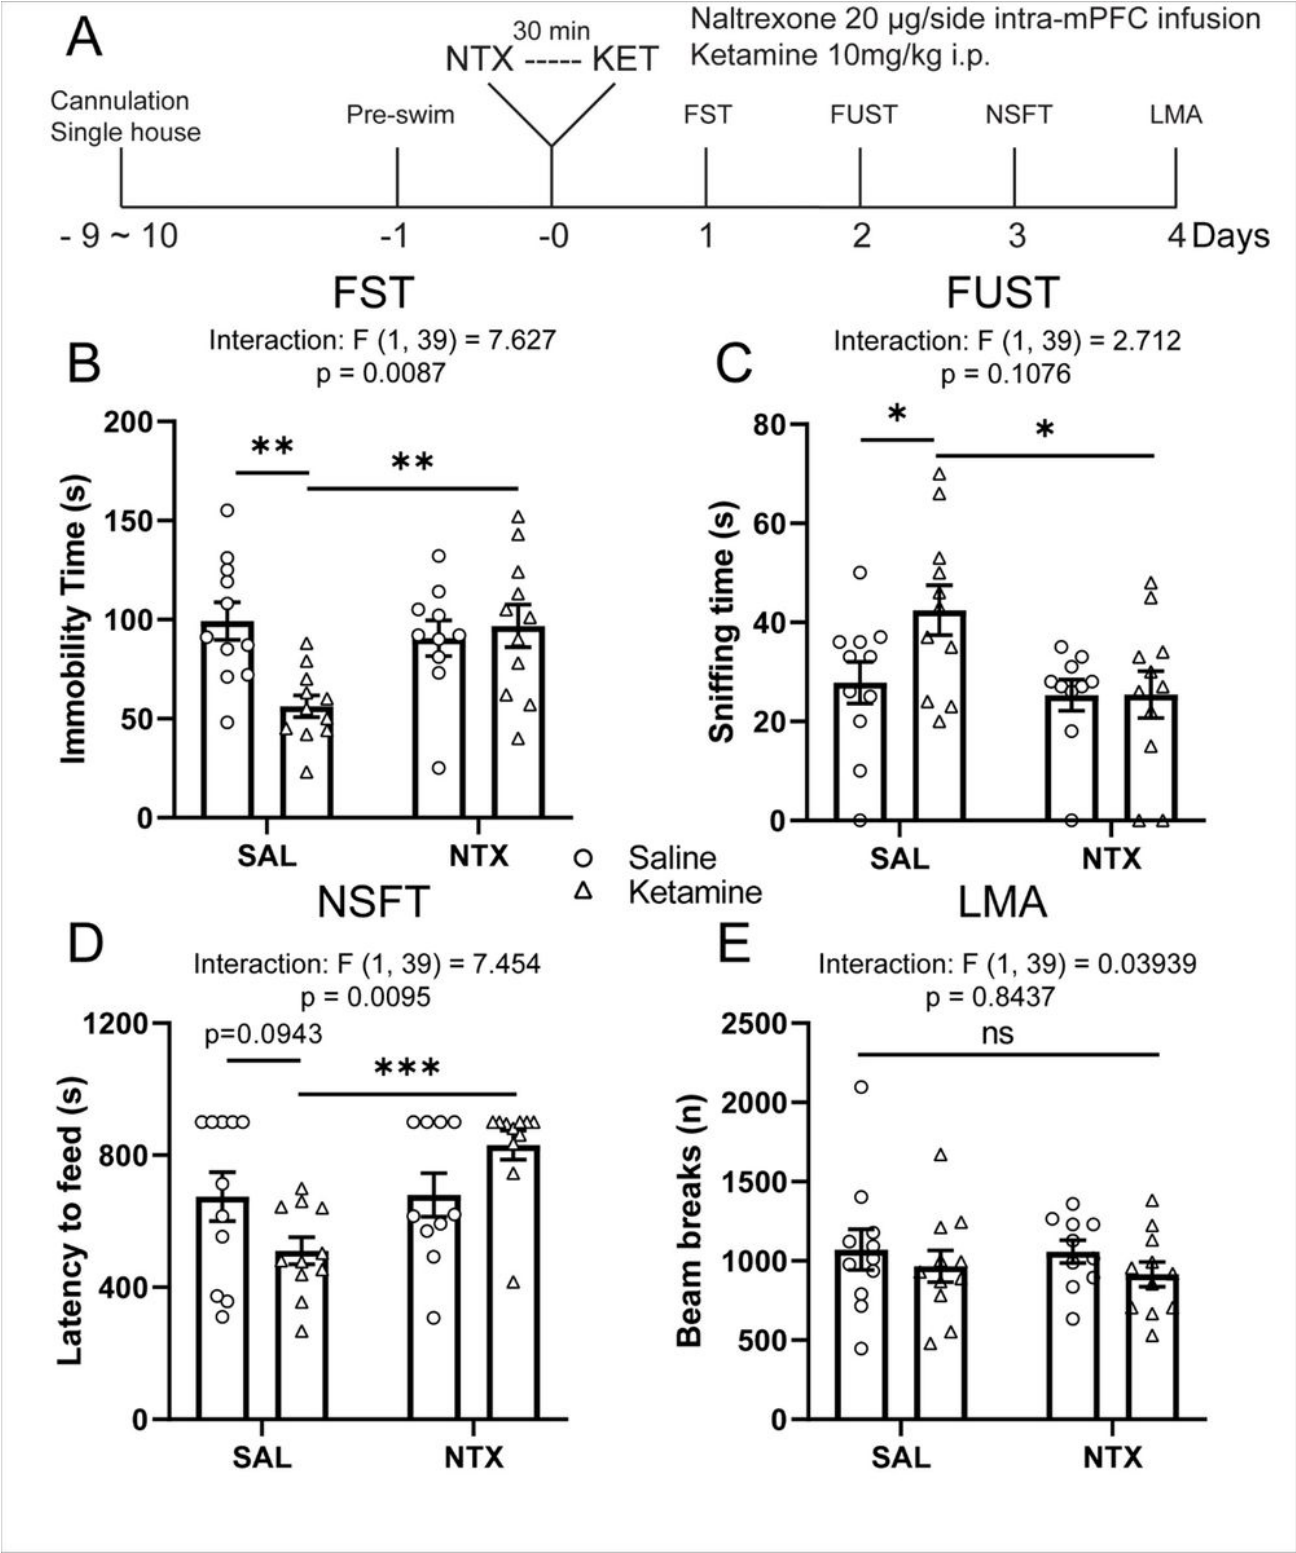 A
30 min
NTX ----- KET
Naltrexone 20 µg/side intra-mPFC infusion
Ketamine 10mg/kg i.p.
Cannulation
Single house
Pre-swim
FST
FUST
NSFT
LMA
- 9 ~ 10
-1
-0
1
2
3
4 Days
FST
B
Interaction: F (1, 39) = 7.627
p = 0.0087
Immobility Time (s)
200
150
100
50
0
**
**
SAL
NTX
FUST
C
Interaction: F (1, 39) = 2.712
p = 0.1076
Sniffing time (s)
80
60
40
20
0
*
*
SAL
NTX
Saline
Ketamine
NSFT
D
Interaction: F (1, 39) = 7.454
p = 0.0095
p=0.0943
***
Latency to feed (s)
1200
800
400
0
SAL
NTX
LMA
E
Interaction: F (1, 39) = 0.03939
p = 0.8437
ns
Beam breaks (n)
2500
2000
1500
1000
500
0
SAL
NTX